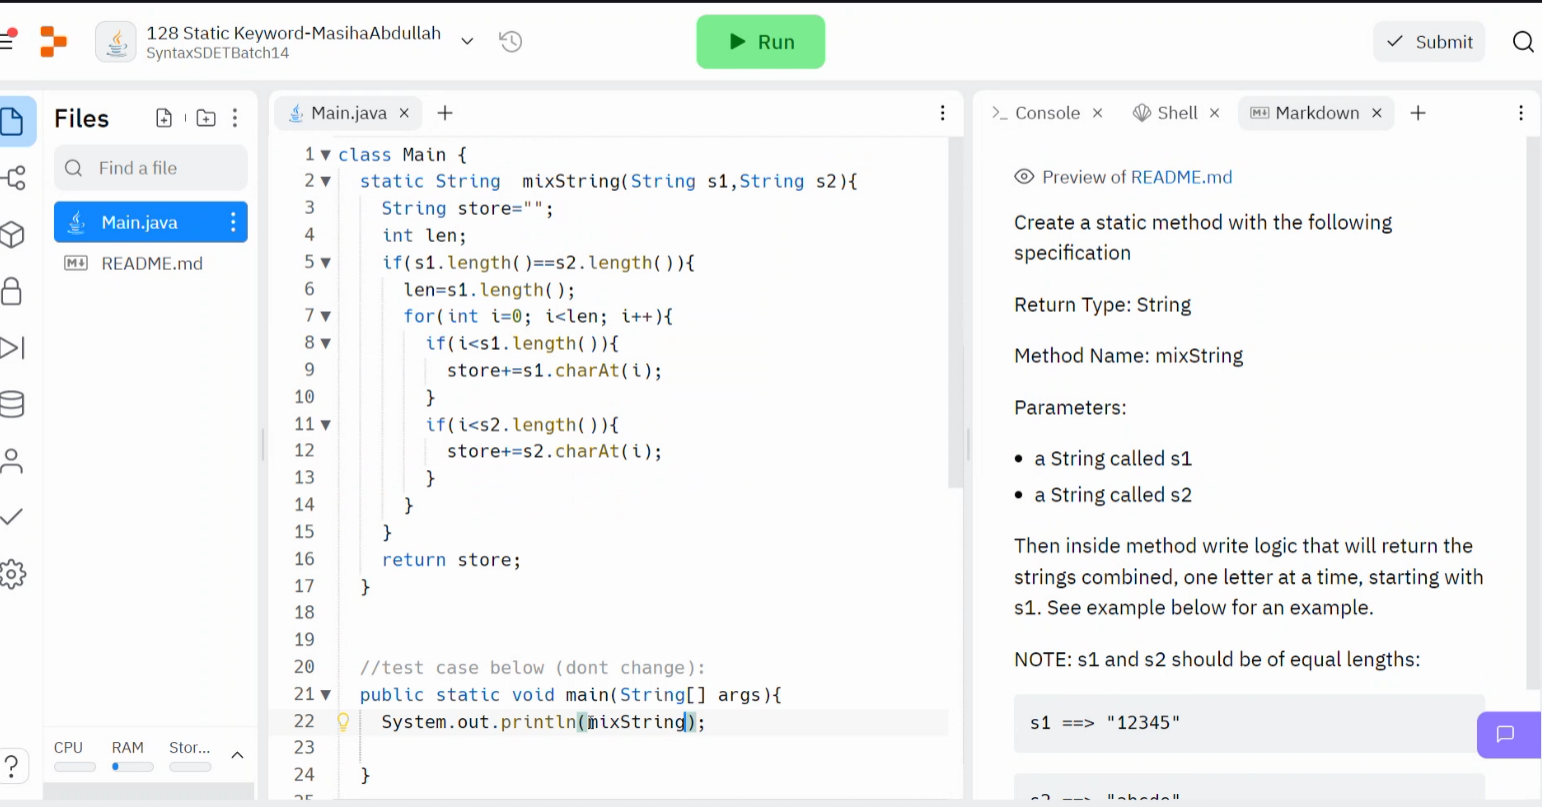 128 Static Keyword-MasihaAbdullah
SyntaxSDETBatch14
Run
Submit
Files
Find a file
Main.java
README.md
CPU RAM Stor...
?
Main.java
1 class Main {
2 static String  mixString(String s1,String s2){
3 String store="";
4 int len;
5 if(s1.length()==s2.length()){
6 len=s1.length();
7 for(int i=0; i<len; i++){
8 if(i<s1.length()){
9 store+=s1.charAt(i);
10 }
11 if(i<s2.length()){
12 store+=s2.charAt(i);
13 }
14 }
15 }
16 return store;
17 }
18
19
20 //test case below (dont change):
21 public static void main(String[] args){
22 System.out.println(mixString);
23
24 }
Console Shell Markdown
Preview of README.md
Create a static method with the following
specification
Return Type: String
Method Name: mixString
Parameters:
• a String called s1
• a String called s2
Then inside method write logic that will return the
strings combined, one letter at a time, starting with
s1. See example below for an example.
NOTE: s1 and s2 should be of equal lengths:
s1 ==> "12345"